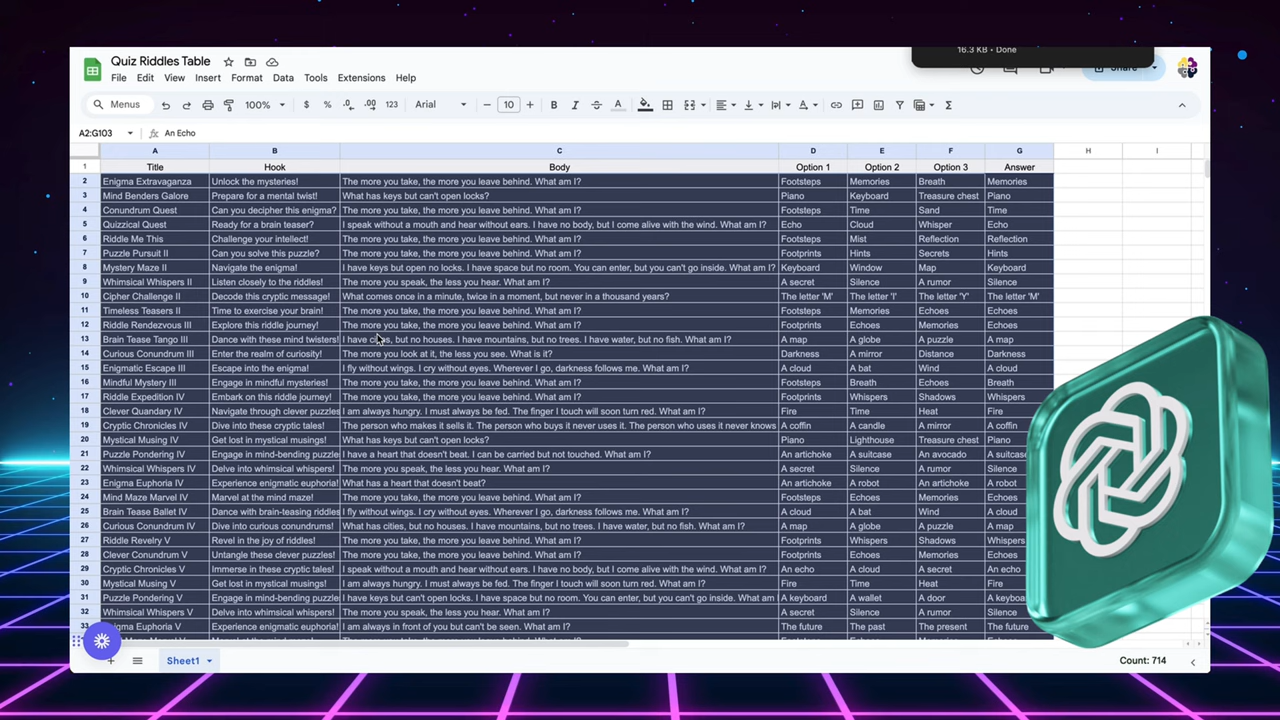 16.3 KB • Done
Quiz Riddles Table
File Edit View Insert Format Data Tools Extensions Help
Share
Menus 100% $ % .0 .00 123 Arial 10 B I S A
A2:G103 fx An Echo
A B C D E F G H I
1 Title Hook Body Option 1 Option 2 Option 3 Answer
2 Enigma Extravaganza Unlock the mysteries! The more you take, the more you leave behind. What am I? Footsteps Memories Breath Memories
3 Mind Benders Galore Prepare for a mental twist! What has keys but can't open locks? Piano Keyboard Treasure chest Piano
4 Conundrum Quest Can you decipher this enigma? The more you take, the more you leave behind. What am I? Footsteps Time Sand Time
5 Quizzical Quest Ready for a brain teaser? I speak without a mouth and hear without ears. I have no body, but I come alive with the wind. What am I? Echo Cloud Whisper Echo
6 Riddle Me This Challenge your intellect! The more you take, the more you leave behind. What am I? Footsteps Mist Reflection Reflection
7 Puzzle Pursuit II Can you solve this puzzle? The more you take, the more you leave behind. What am I? Footprints Hints Secrets Hints
8 Mystery Maze II Navigate the enigma! I have keys but open no locks. I have space but no room. You can enter, but you can't go inside. What am I? Keyboard Window Map Keyboard
9 Whimsical Whispers II Listen closely to the riddles! The more you speak, the less you hear. What am I? A secret Silence A rumor Silence
10 Cipher Challenge II Decode this cryptic message! What comes once in a minute, twice in a moment, but never in a thousand years? The letter 'M' The letter 'I' The letter 'Y' The letter 'M'
11 Timeless Teasers II Time to exercise your brain! The more you take, the more you leave behind. What am I? Footsteps Memories Echoes Echoes
12 Riddle Rendezvous III Explore this riddle journey! The more you take, the more you leave behind. What am I? Footprints Echoes Memories Echoes
13 Brain Tease Tango III Dance with these mind twisters! I have cities, but no houses. I have mountains, but no trees. I have water, but no fish. What am I? A map A globe A puzzle A map
14 Curious Conundrum III Enter the realm of curiosity! The more you look at it, the less you see. What is it? Darkness A mirror Distance Darkness
15 Enigmatic Escape III Escape into the enigma! I fly without wings. I cry without eyes. Wherever I go, darkness follows me. What am I? A cloud A bat Wind A cloud
16 Mindful Mystery III Engage in mindful mysteries! The more you take, the more you leave behind. What am I? Footsteps Breath Echoes Breath
17 Riddle Expedition IV Embark on this riddle journey! The more you take, the more you leave behind. What am I? Footprints Whispers Shadows Whispers
18 Clever Quandary IV Navigate through clever puzzles I am always hungry. I must always be fed. The finger I touch will soon turn red. What am I? Fire Time Heat Fire
19 Cryptic Chronicles IV Dive into these cryptic tales! The person who makes it sells it. The person who buys it never uses it. The person who uses it never knows A coffin A candle A mirror A coffin
20 Mystical Musing IV Get lost in mystical musings! What has keys but can't open locks? Piano Lighthouse Treasure chest Piano
21 Puzzle Pondering IV Engage in mind-bending puzzles I have a heart that doesn't beat. I can be carried but not touched. What am I? An artichoke A suitcase An avocado A suitcase
22 Whimsical Whispers IV Delve into whimsical whispers! The more you speak, the less you hear. What am I? A secret Silence A rumor Silence
23 Enigma Euphoria IV Experience enigmatic euphoria! What has a heart that doesn't beat? An artichoke A robot An artichoke A robot
24 Mind Maze Marvel IV Marvel at the mind maze! The more you take, the more you leave behind. What am I? Footsteps Echoes Memories Echoes
25 Brain Tease Ballet IV Dance with brain-teasing riddles I fly without wings. I cry without eyes. Wherever I go, darkness follows me. What am I? A cloud A bat Wind A cloud
26 Curious Conundrum IV Dive into curious conundrums! What has cities, but no houses. I have mountains, but no trees. I have water, but no fish. What am I? A map A globe A puzzle A map
27 Riddle Revelry V Revel in the joy of riddles! The more you take, the more you leave behind. What am I? Footprints Whispers Shadows Whispers
28 Clever Conundrum V Untangle these clever puzzles! The more you take, the more you leave behind. What am I? Footprints Echoes Memories Echoes
29 Cryptic Chronicles V Immerse in these cryptic tales! I speak without a mouth and hear without ears. I have no body, but I come alive with the wind. What am I? An echo A cloud A secret An echo
30 Mystical Musing V Get lost in mystical musings! I am always hungry. I must always be fed. The finger I touch will soon turn red. What am I? Fire Time Heat Fire
31 Puzzle Pondering V Engage in mind-bending puzzles I have keys but can't open locks. I have space but no room. You can enter, but you can't go inside. What am I A keyboard A wallet A door A keyboa
32 Whimsical Whispers V Delve into whimsical whispers! The more you speak, the less you hear. What am I? A secret Silence A rumor Silence
33 Enigma Euphoria V Experience enigmatic euphoria! I am always in front of you but can't be seen. What am I? The future The past The present The future
Sheet1 Count: 714